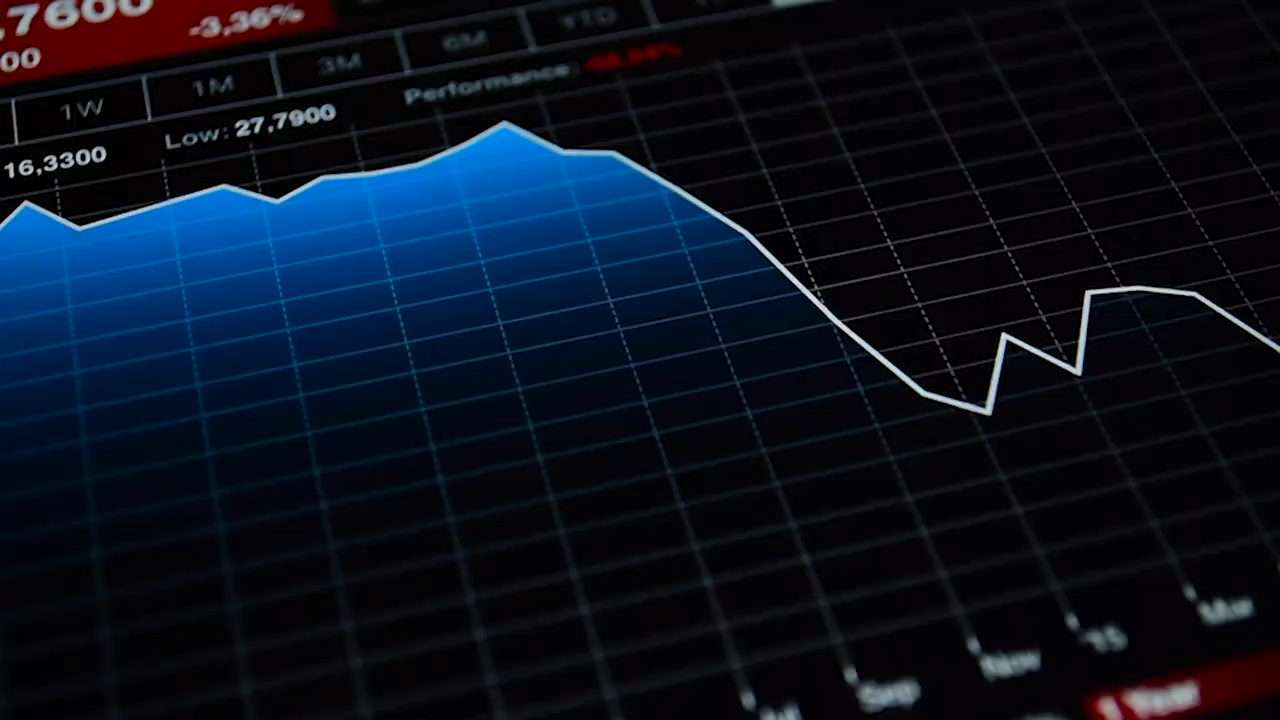 ,7600
-3,36%
00
1W 1M 3M 6M YTD
16,3300 Low: 27,7900 Performance:
Jul Sep Nov '15 Mar
1 Year